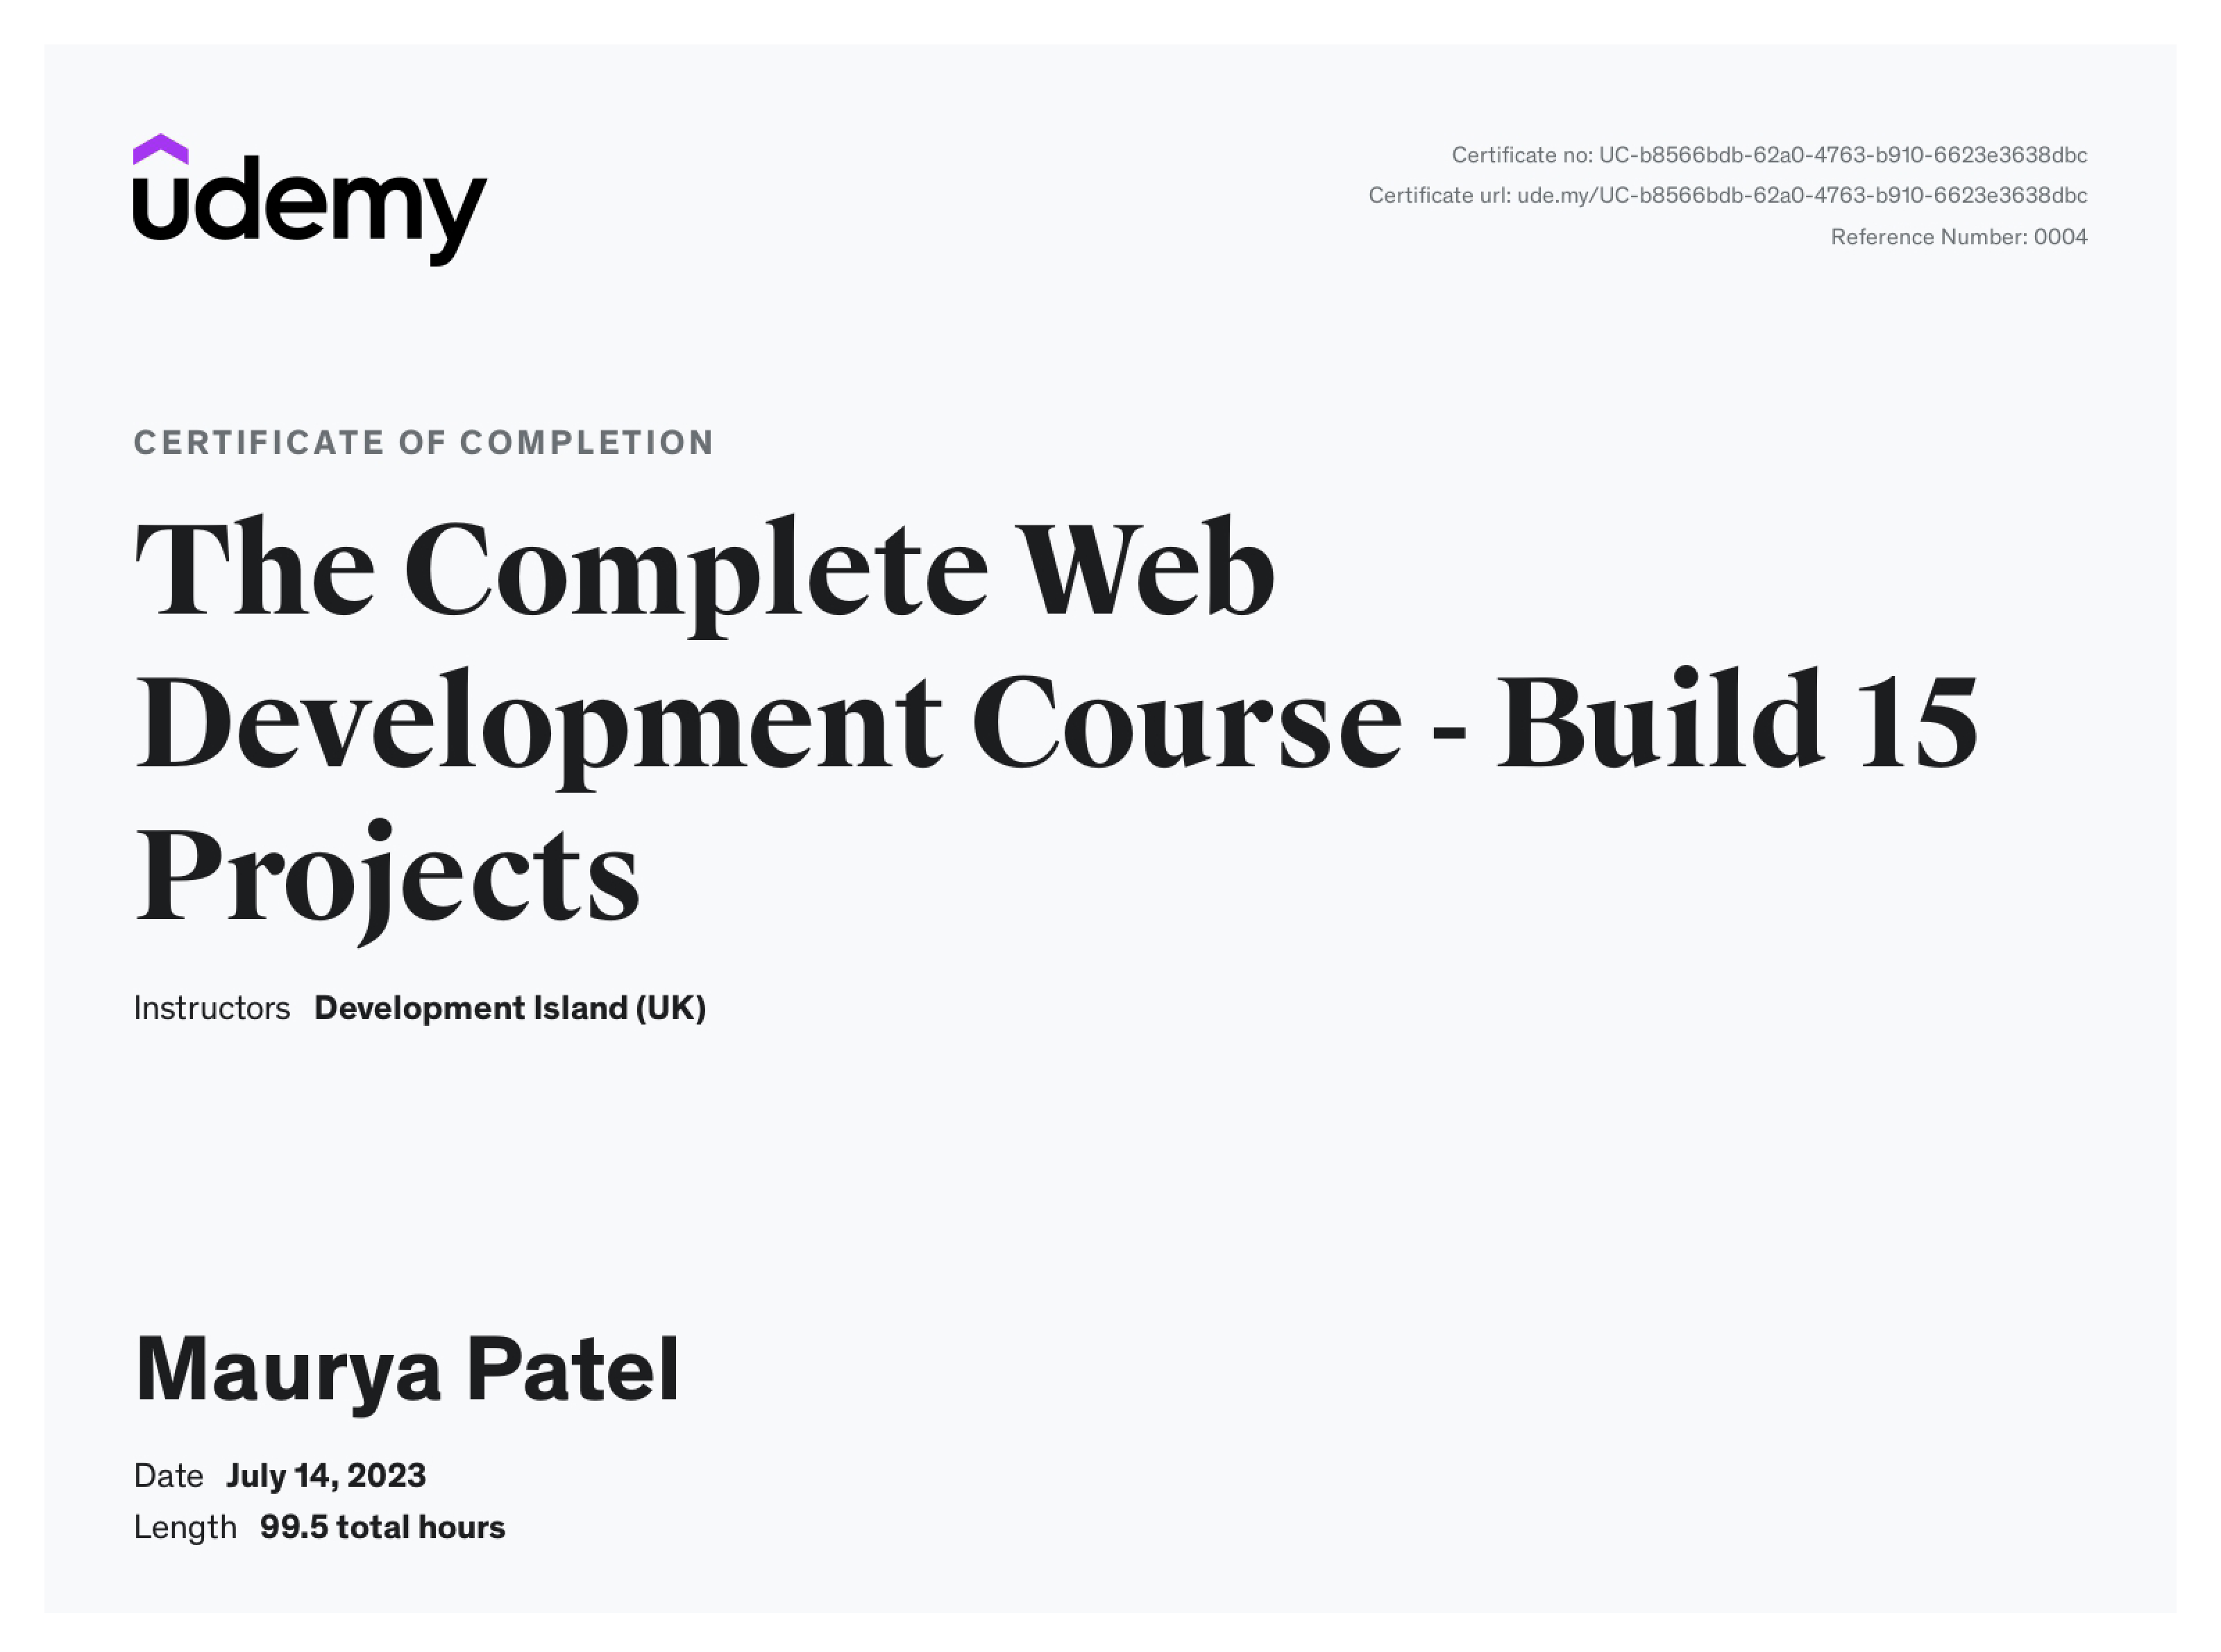 udemy
Certificate no: UC-b8566bdb-62a0-4763-b910-6623e3638dbc
Certificate url: ude.my/UC-b8566bdb-62a0-4763-b910-6623e3638dbc
Reference Number: 0004
CERTIFICATE OF COMPLETION
The Complete Web
Development Course - Build 15
Projects
Instructors Development Island (UK)
Maurya Patel
Date July 14, 2023
Length 99.5 total hours